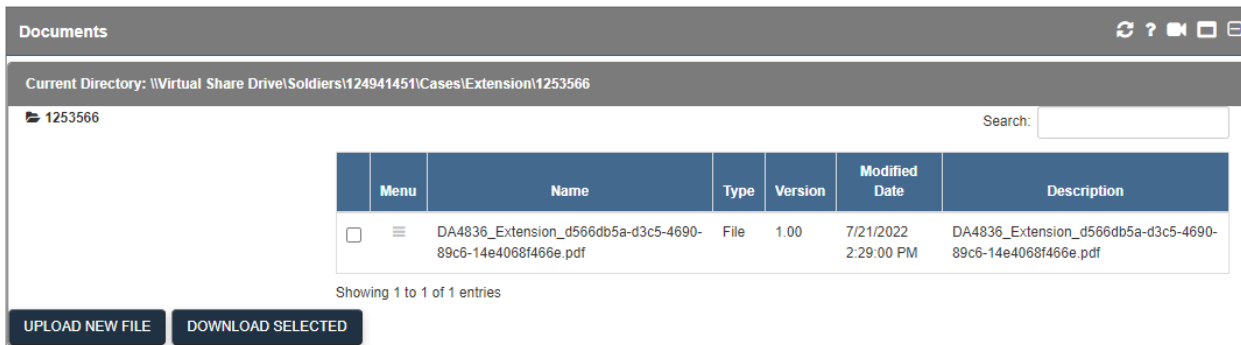 Documents
?
Current Directory: \\Virtual Share Drive\Soldiers\124941451\Cases\Extension\1253566
1253566
Search:
Menu Name Type Version Modified Date Description
DA4836_Extension_d566db5a-d3c5-4690-89c6-14e4068f466e.pdf File 1.00 7/21/2022 2:29:00 PM DA4836_Extension_d566db5a-d3c5-4690-89c6-14e4068f466e.pdf
Showing 1 to 1 of 1 entries
UPLOAD NEW FILE DOWNLOAD SELECTED